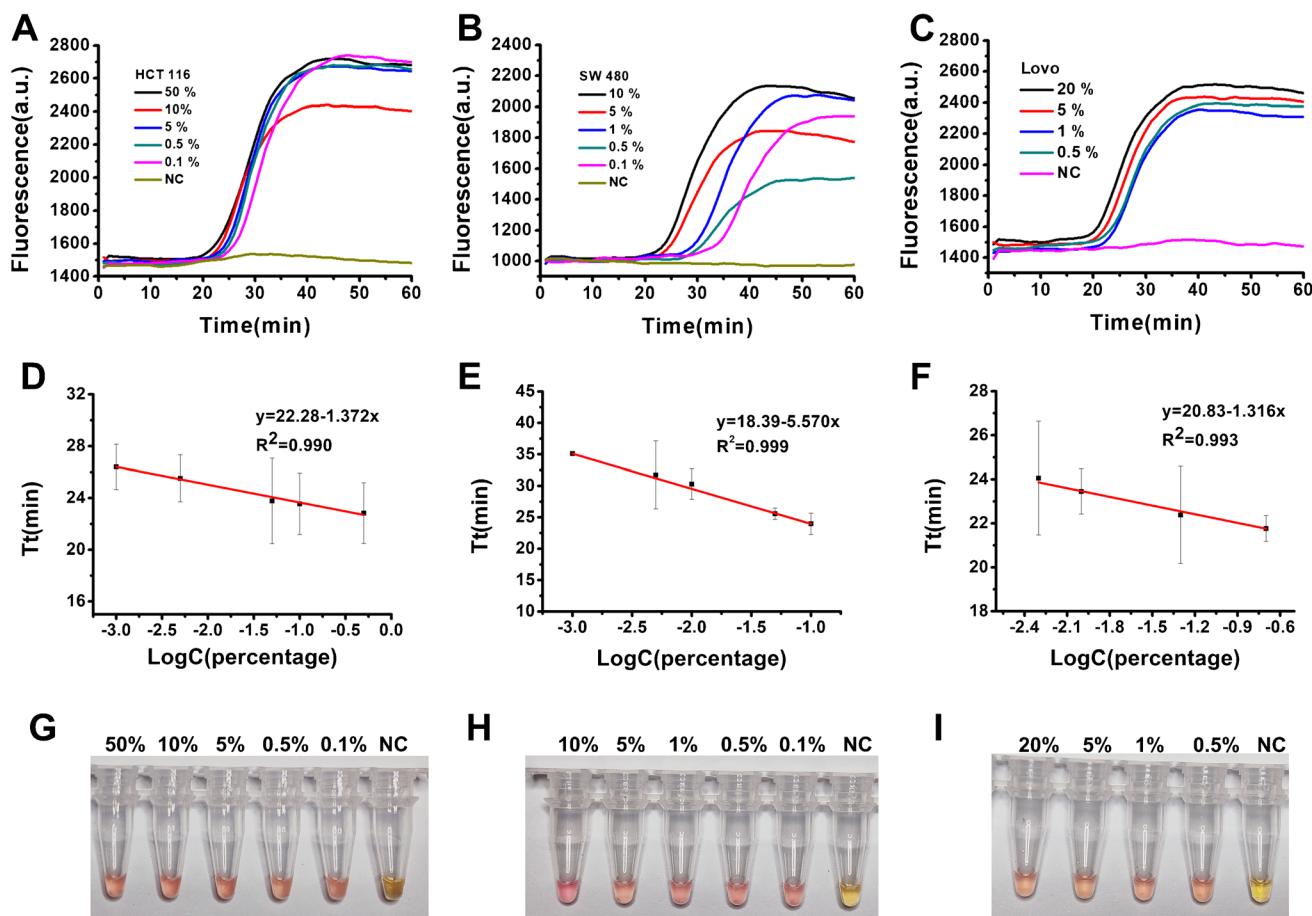 A
2800
2600
2400
2200
2000
1800
1600
1400
Fluorescence(a.u.)
HCT 116
50 %
10%
5 %
0.5 %
0.1%
NC
0 10 20 30 40 50 60
Time(min)
B
2400
2200
2000
1800
1600
1400
1200
1000
Fluorescence(a.u.)
SW 480
10 %
5 %
1 %
0.5 %
0.1 %
NC
0 10 20 30 40 50 60
Time(min)
C
2800
2600
2400
2200
2000
1800
1600
1400
Fluorescence(a.u.)
Lovo
20 %
5 %
1 %
0.5 %
NC
0 10 20 30 40 50 60
Time(min)
D
32
28
24
20
16
Tt(min)
y=22.28-1.372x
R2=0.990
-3.0 -2.5 -2.0 -1.5 -1.0 -0.5 0.0
LogC(percentage)
E
45
40
35
30
25
20
15
10
Tt(min)
y=18.39-5.570x
R2=0.999
-3.0 -2.5 -2.0 -1.5 -1.0
LogC(percentage)
F
28
26
24
22
20
18
Tt(min)
y=20.83-1.316x
R2=0.993
-2.4 -2.1 -1.8 -1.5 -1.2 -0.9 -0.6
LogC(percentage)
G
50% 10% 5% 0.5% 0.1% NC
H
10% 5% 1% 0.5% 0.1% NC
I
20% 5% 1% 0.5% NC